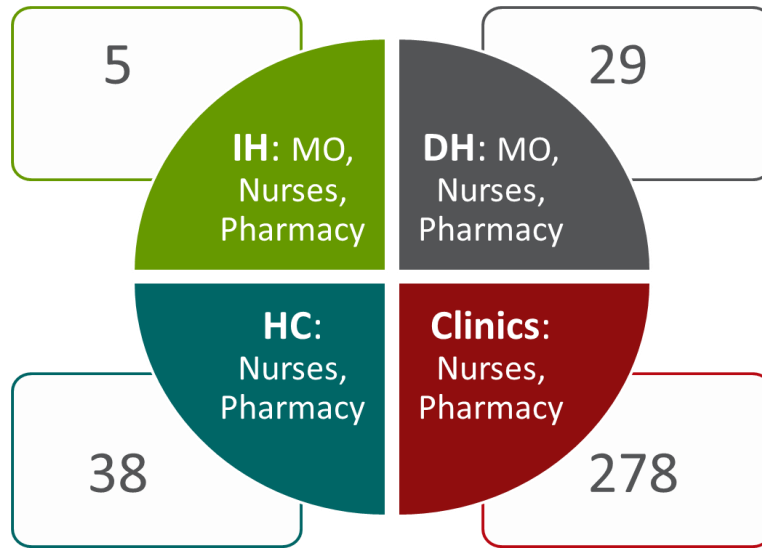 5
29
IH: MO,
Nurses,
Pharmacy
DH: MO,
Nurses,
Pharmacy
HC:
Nurses,
Pharmacy
Clinics:
Nurses,
Pharmacy
38
278